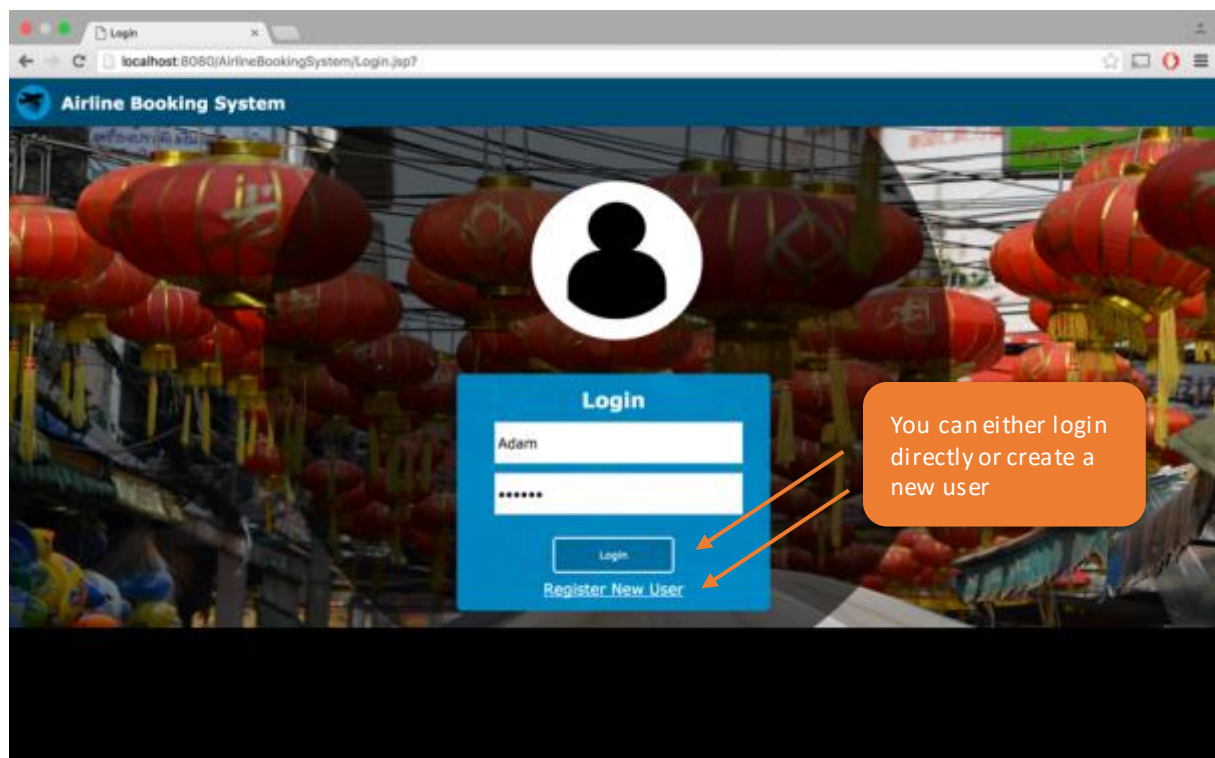 Login
localhost:8080/AirlineBookingSystem/Login.jsp?
Airline Booking System
Login
Adam
••••••
Login
Register New User
You can either login
directly or create a
new user